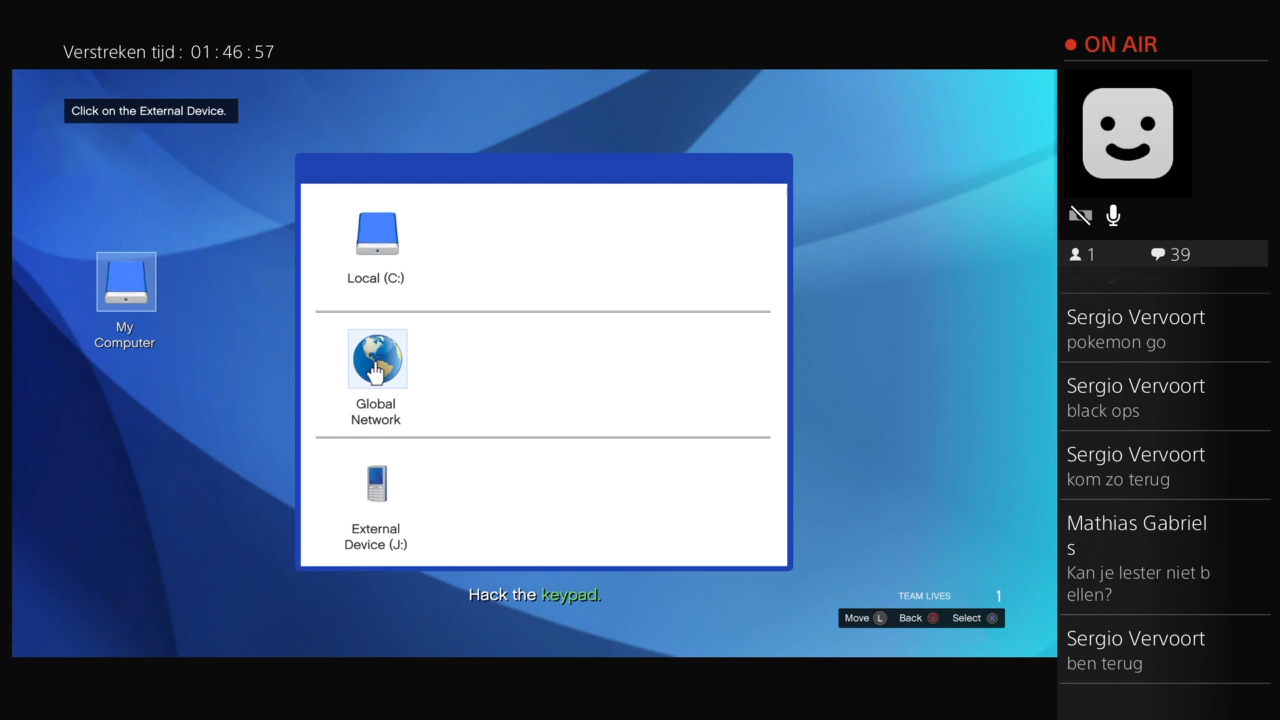 Verstreken tijd : 01 : 46 : 57
ON AIR
Click on the External Device.
Local (C:)
My
Computer
Global
Network
External
Device (J:)
Hack the keypad.
TEAM LIVES 1
Move L Back Select
1 39
Sergio Vervoort
pokemon go
Sergio Vervoort
black ops
Sergio Vervoort
kom zo terug
Mathias Gabriel
s
Kan je lester niet b
ellen?
Sergio Vervoort
ben terug